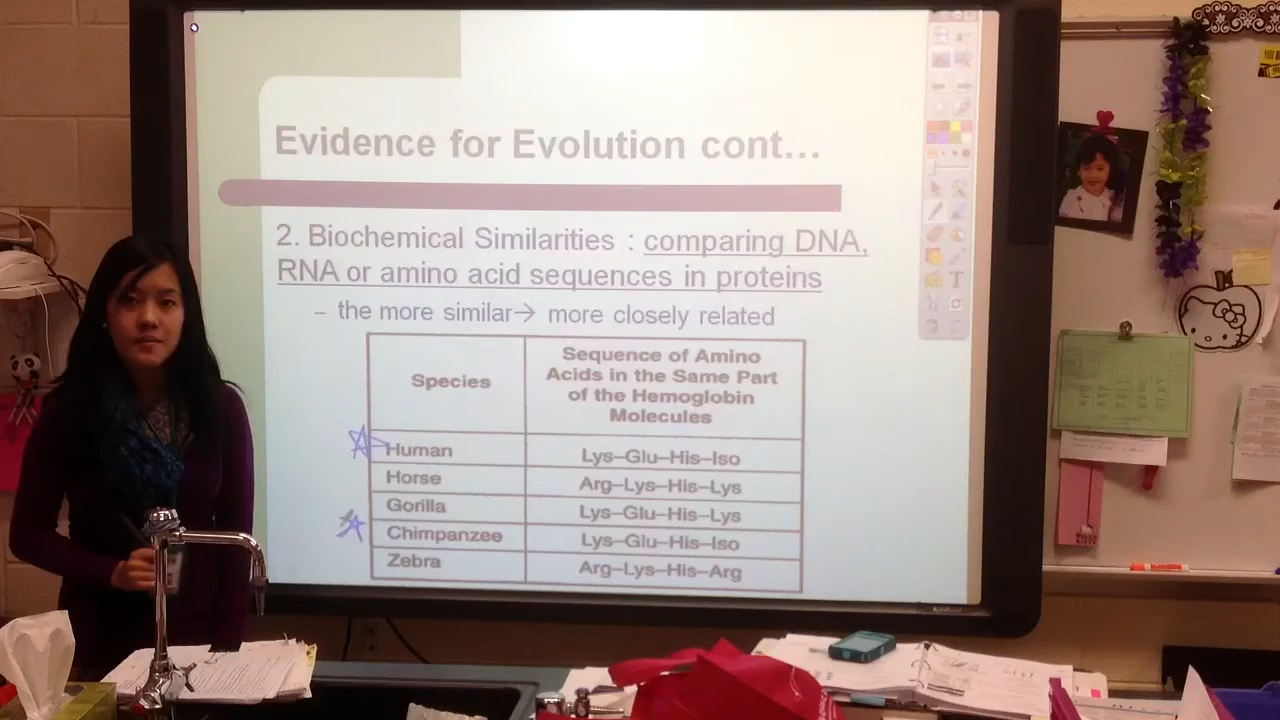 Evidence for Evolution cont...
2. Biochemical Similarities : comparing DNA,
RNA or amino acid sequences in proteins
– the more similar→ more closely related
Species
Sequence of Amino
Acids in the Same Part
of the Hemoglobin
Molecules
Human
Lys–Glu–His–Iso
Horse
Arg–Lys–His–Lys
Gorilla
Lys–Glu–His–Lys
Chimpanzee
Lys–Glu–His–Iso
Zebra
Arg–Lys–His–Arg